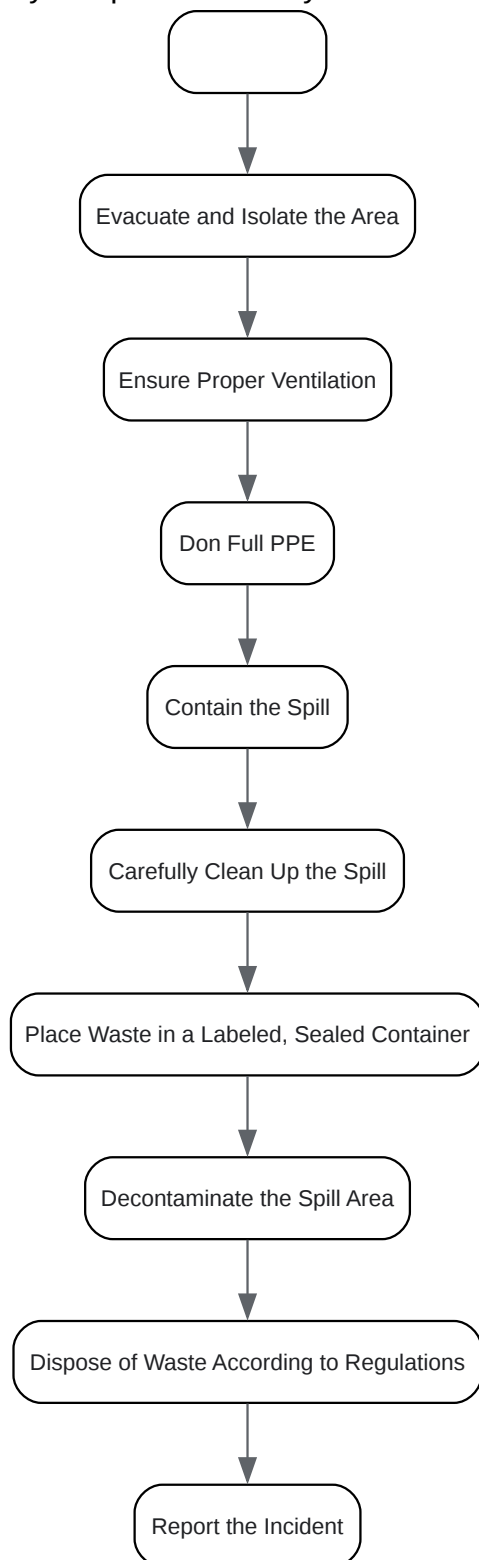 Evacuate and Isolate the Area
Ensure Proper Ventilation
Don Full PPE
Contain the Spill
Carefully Clean Up the Spill
Place Waste in a Labeled, Sealed Container
Decontaminate the Spill Area
Dispose of Waste According to Regulations
Report the Incident